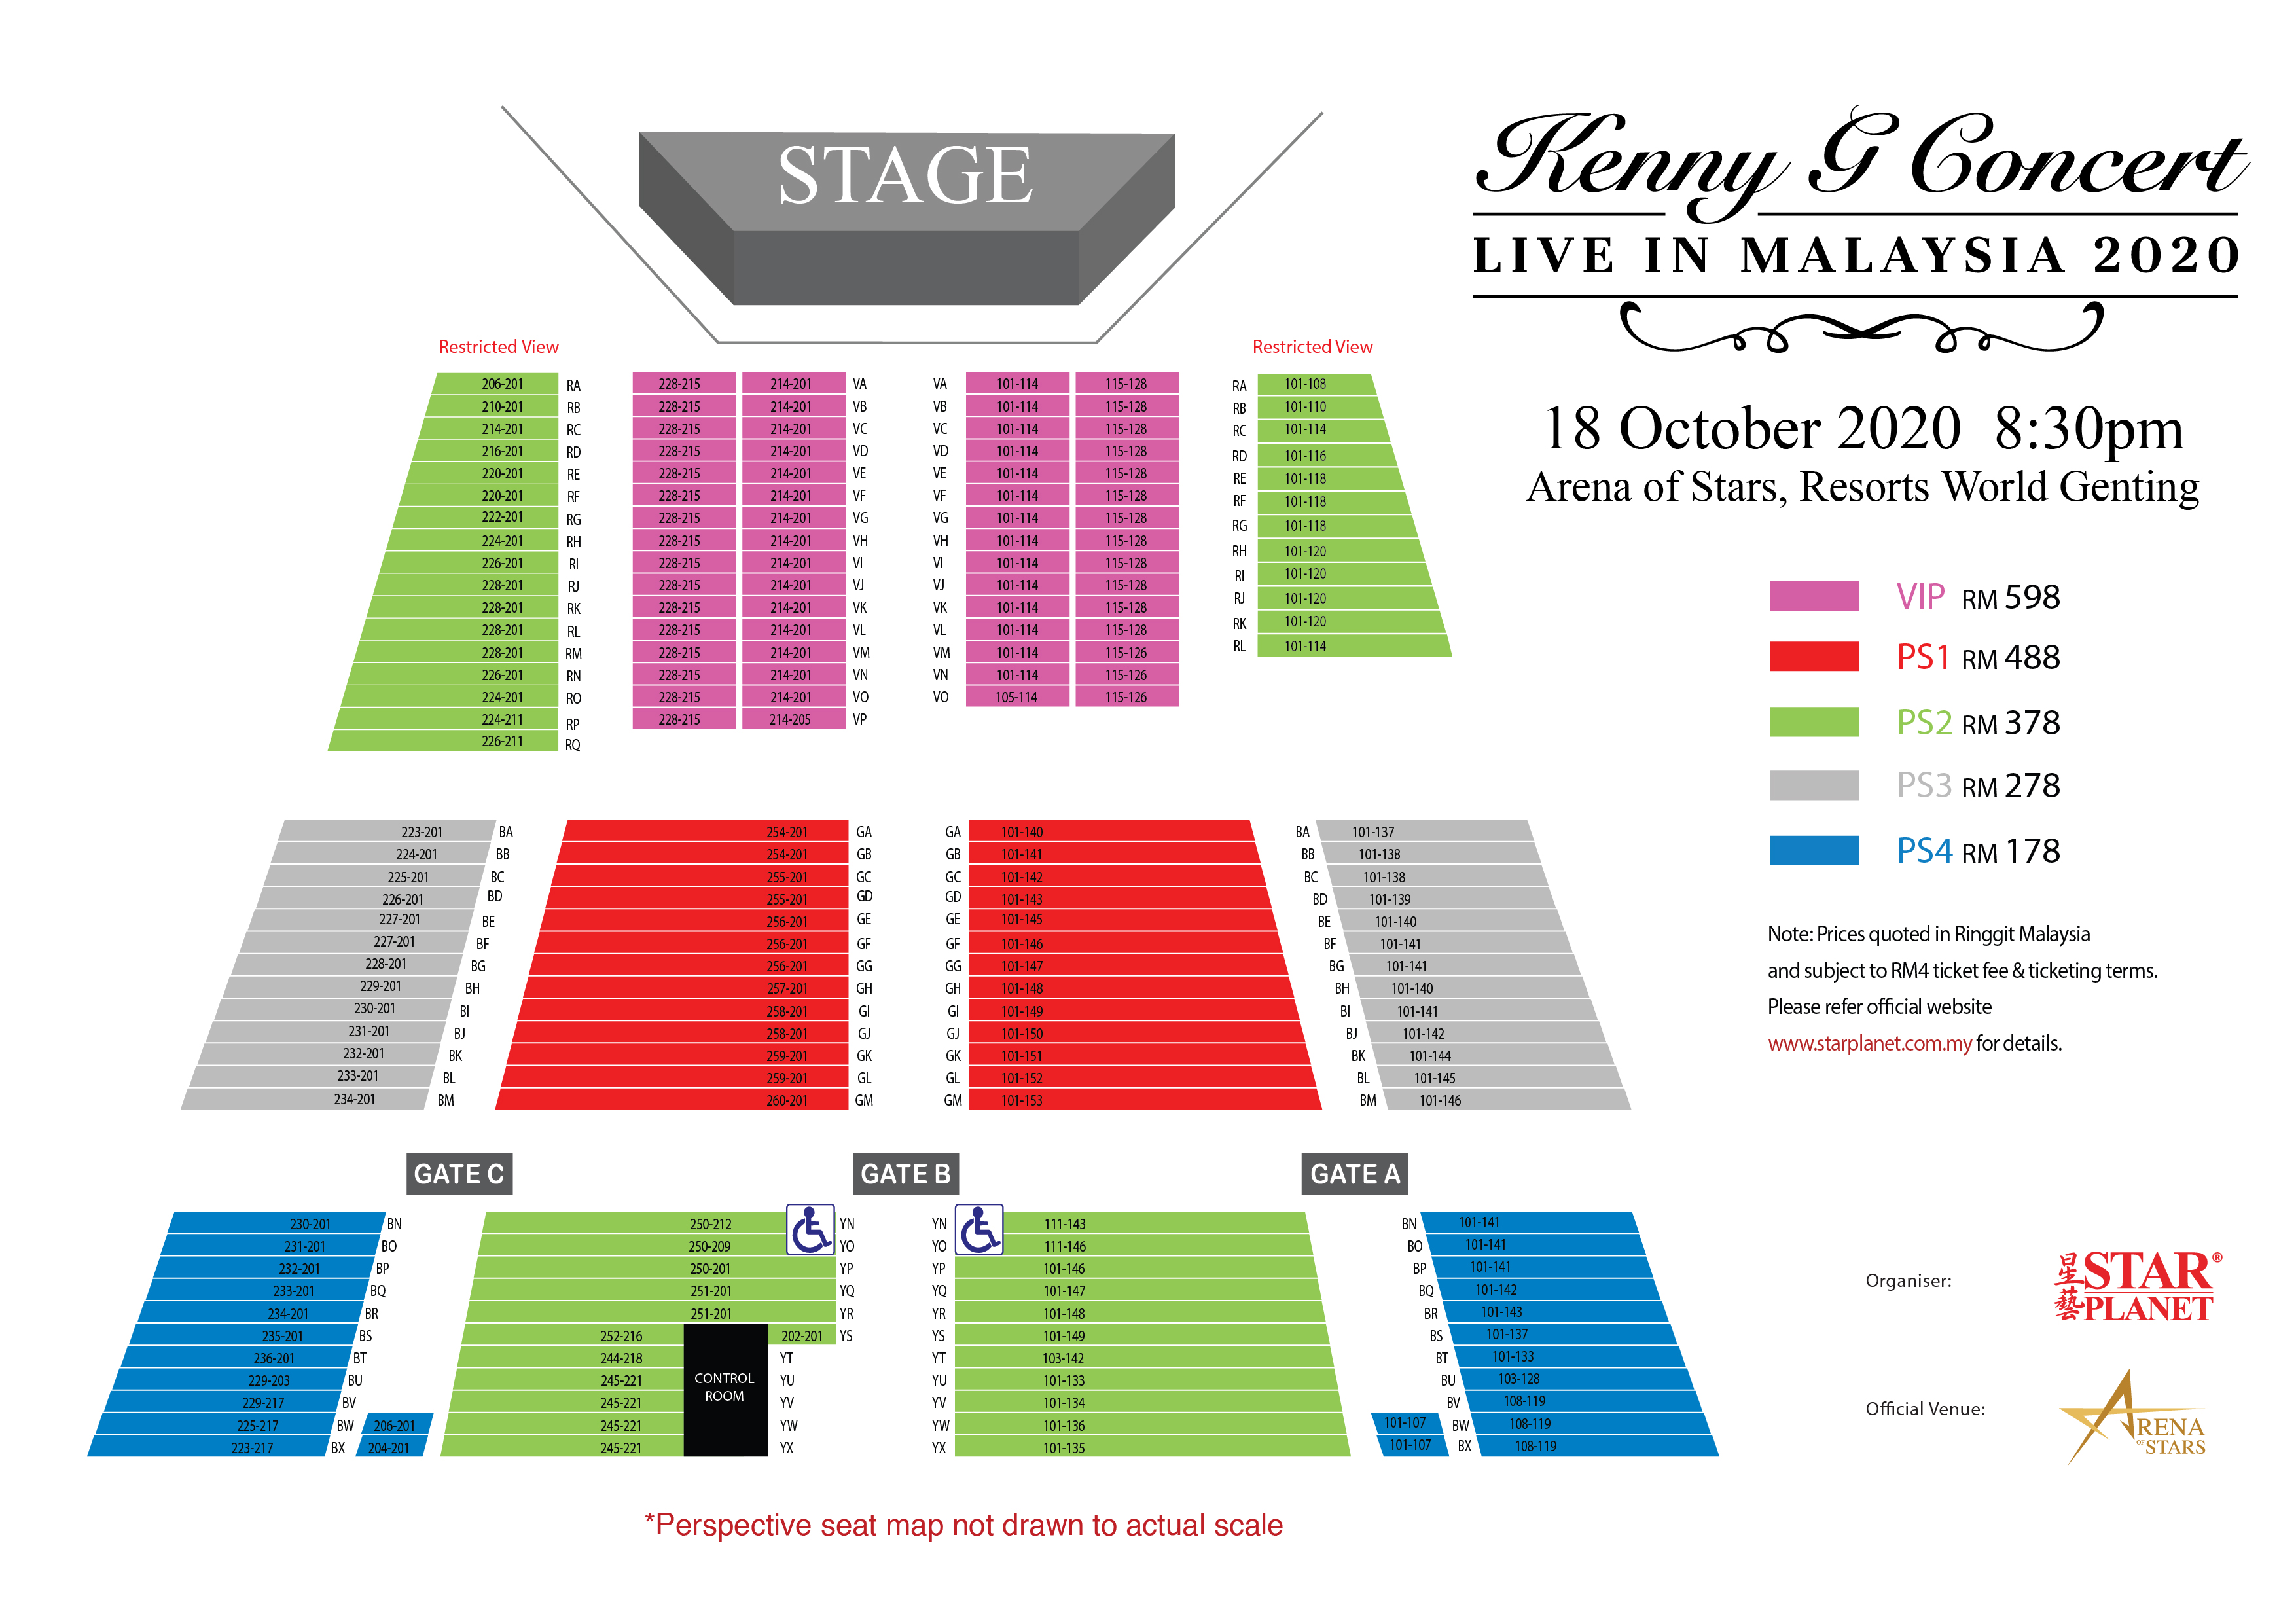 STAGE
Kenny G Concert
LIVE IN MALAYSIA 2020
18 October 2020 8:30pm
Arena of Stars, Resorts World Genting
Restricted View Restricted View
206-201 RA 228-215 214-201 VA VA 101-114 115-128 RA 101-108
210-201 RB 228-215 214-201 VB VB 101-114 115-128 RB 101-110
214-201 RC 228-215 214-201 VC VC 101-114 115-128 RC 101-114
216-201 RD 228-215 214-201 VD VD 101-114 115-128 RD 101-116
220-201 RE 228-215 214-201 VE VE 101-114 115-128 RE 101-118
220-201 RF 228-215 214-201 VF VF 101-114 115-128 RF 101-118
222-201 RG 228-215 214-201 VG VG 101-114 115-128 RG 101-118
224-201 RH 228-215 214-201 VH VH 101-114 115-128 RH 101-120
226-201 RI 228-215 214-201 VI VI 101-114 115-128 RI 101-120
228-201 RJ 228-215 214-201 VJ VJ 101-114 115-128 RJ 101-120
228-201 RK 228-215 214-201 VK VK 101-114 115-128 RK 101-120
228-201 RL 228-215 214-201 VL VL 101-114 115-128 RL 101-114
228-201 RM 228-215 214-201 VM VM 101-114 115-126
226-201 RN 228-215 214-201 VN VN 101-114 115-126
224-201 RO 228-215 214-201 VO VO 105-114 115-126
224-211 RP 228-215 214-205 VP
226-211 RQ
VIP RM 598
PS1 RM 488
PS2 RM 378
PS3 RM 278
PS4 RM 178
Note: Prices quoted in Ringgit Malaysia
and subject to RM4 ticket fee & ticketing terms.
Please refer official website
www.starplanet.com.my for details.
223-201 BA 254-201 GA GA 101-140 BA 101-137
224-201 BB 254-201 GB GB 101-141 BB 101-138
225-201 BC 255-201 GC GC 101-142 BC 101-138
226-201 BD 255-201 GD GD 101-143 BD 101-139
227-201 BE 256-201 GE GE 101-145 BE 101-140
227-201 BF 256-201 GF GF 101-146 BF 101-141
228-201 BG 256-201 GG GG 101-147 BG 101-141
229-201 BH 257-201 GH GH 101-148 BH 101-140
230-201 BI 258-201 GI GI 101-149 BI 101-141
231-201 BJ 258-201 GJ GJ 101-150 BJ 101-142
232-201 BK 259-201 GK GK 101-151 BK 101-144
233-201 BL 259-201 GL GL 101-152 BL 101-145
234-201 BM 260-201 GM GM 101-153 BM 101-146
GATE C GATE B GATE A
230-201 BN 250-212 YN YN 111-143 BN 101-141
231-201 BO 250-209 YO YO 111-146 BO 101-141
232-201 BP 250-201 YP YP 101-146 BP 101-141
233-201 BQ 251-201 YQ YQ 101-147 BQ 101-142
234-201 BR 251-201 YR YR 101-148 BR 101-143
235-201 BS 252-216 202-201 YS YS 101-149 BS 101-137
236-201 BT 244-218 YT YT 103-142 BT 101-133
229-203 BU 245-221 YU YU 101-133 BU 103-128
229-217 BV 245-221 YV YV 101-134 BV 108-119
225-217 BW 206-201 245-221 YW YW 101-136 101-107 BW 108-119
223-217 BX 204-201 245-221 YX YX 101-135 101-107 BX 108-119
CONTROL
ROOM
Organiser:
星藝 STAR PLANET ®
Official Venue:
ARENA
OF STARS
*Perspective seat map not drawn to actual scale